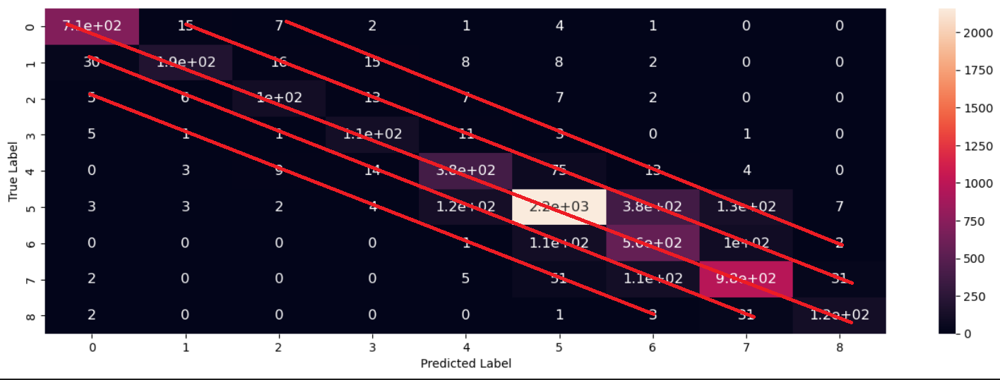 0 7.1e+02 15 7 2 1 4 1 0 0
1 30 1.9e+02 16 15 8 8 2 0 0
2 5 6 1e+02 13 7 7 2 0 0
3 5 1 1 1.1e+02 11 3 0 1 0
4 0 3 9 14 3.8e+02 75 13 4 0
5 3 3 2 4 1.2e+02 2.2e+03 3.8e+02 1.3e+02 7
6 0 0 0 0 1 1.1e+02 5.6e+02 1e+02 2
7 2 0 0 0 5 51 1.1e+02 9.8e+02 31
8 2 0 0 0 0 1 3 31 1.2e+02
0 1 2 3 4 5 6 7 8
Predicted Label
True Label
2000
1750
1500
1250
1000
750
500
250
0